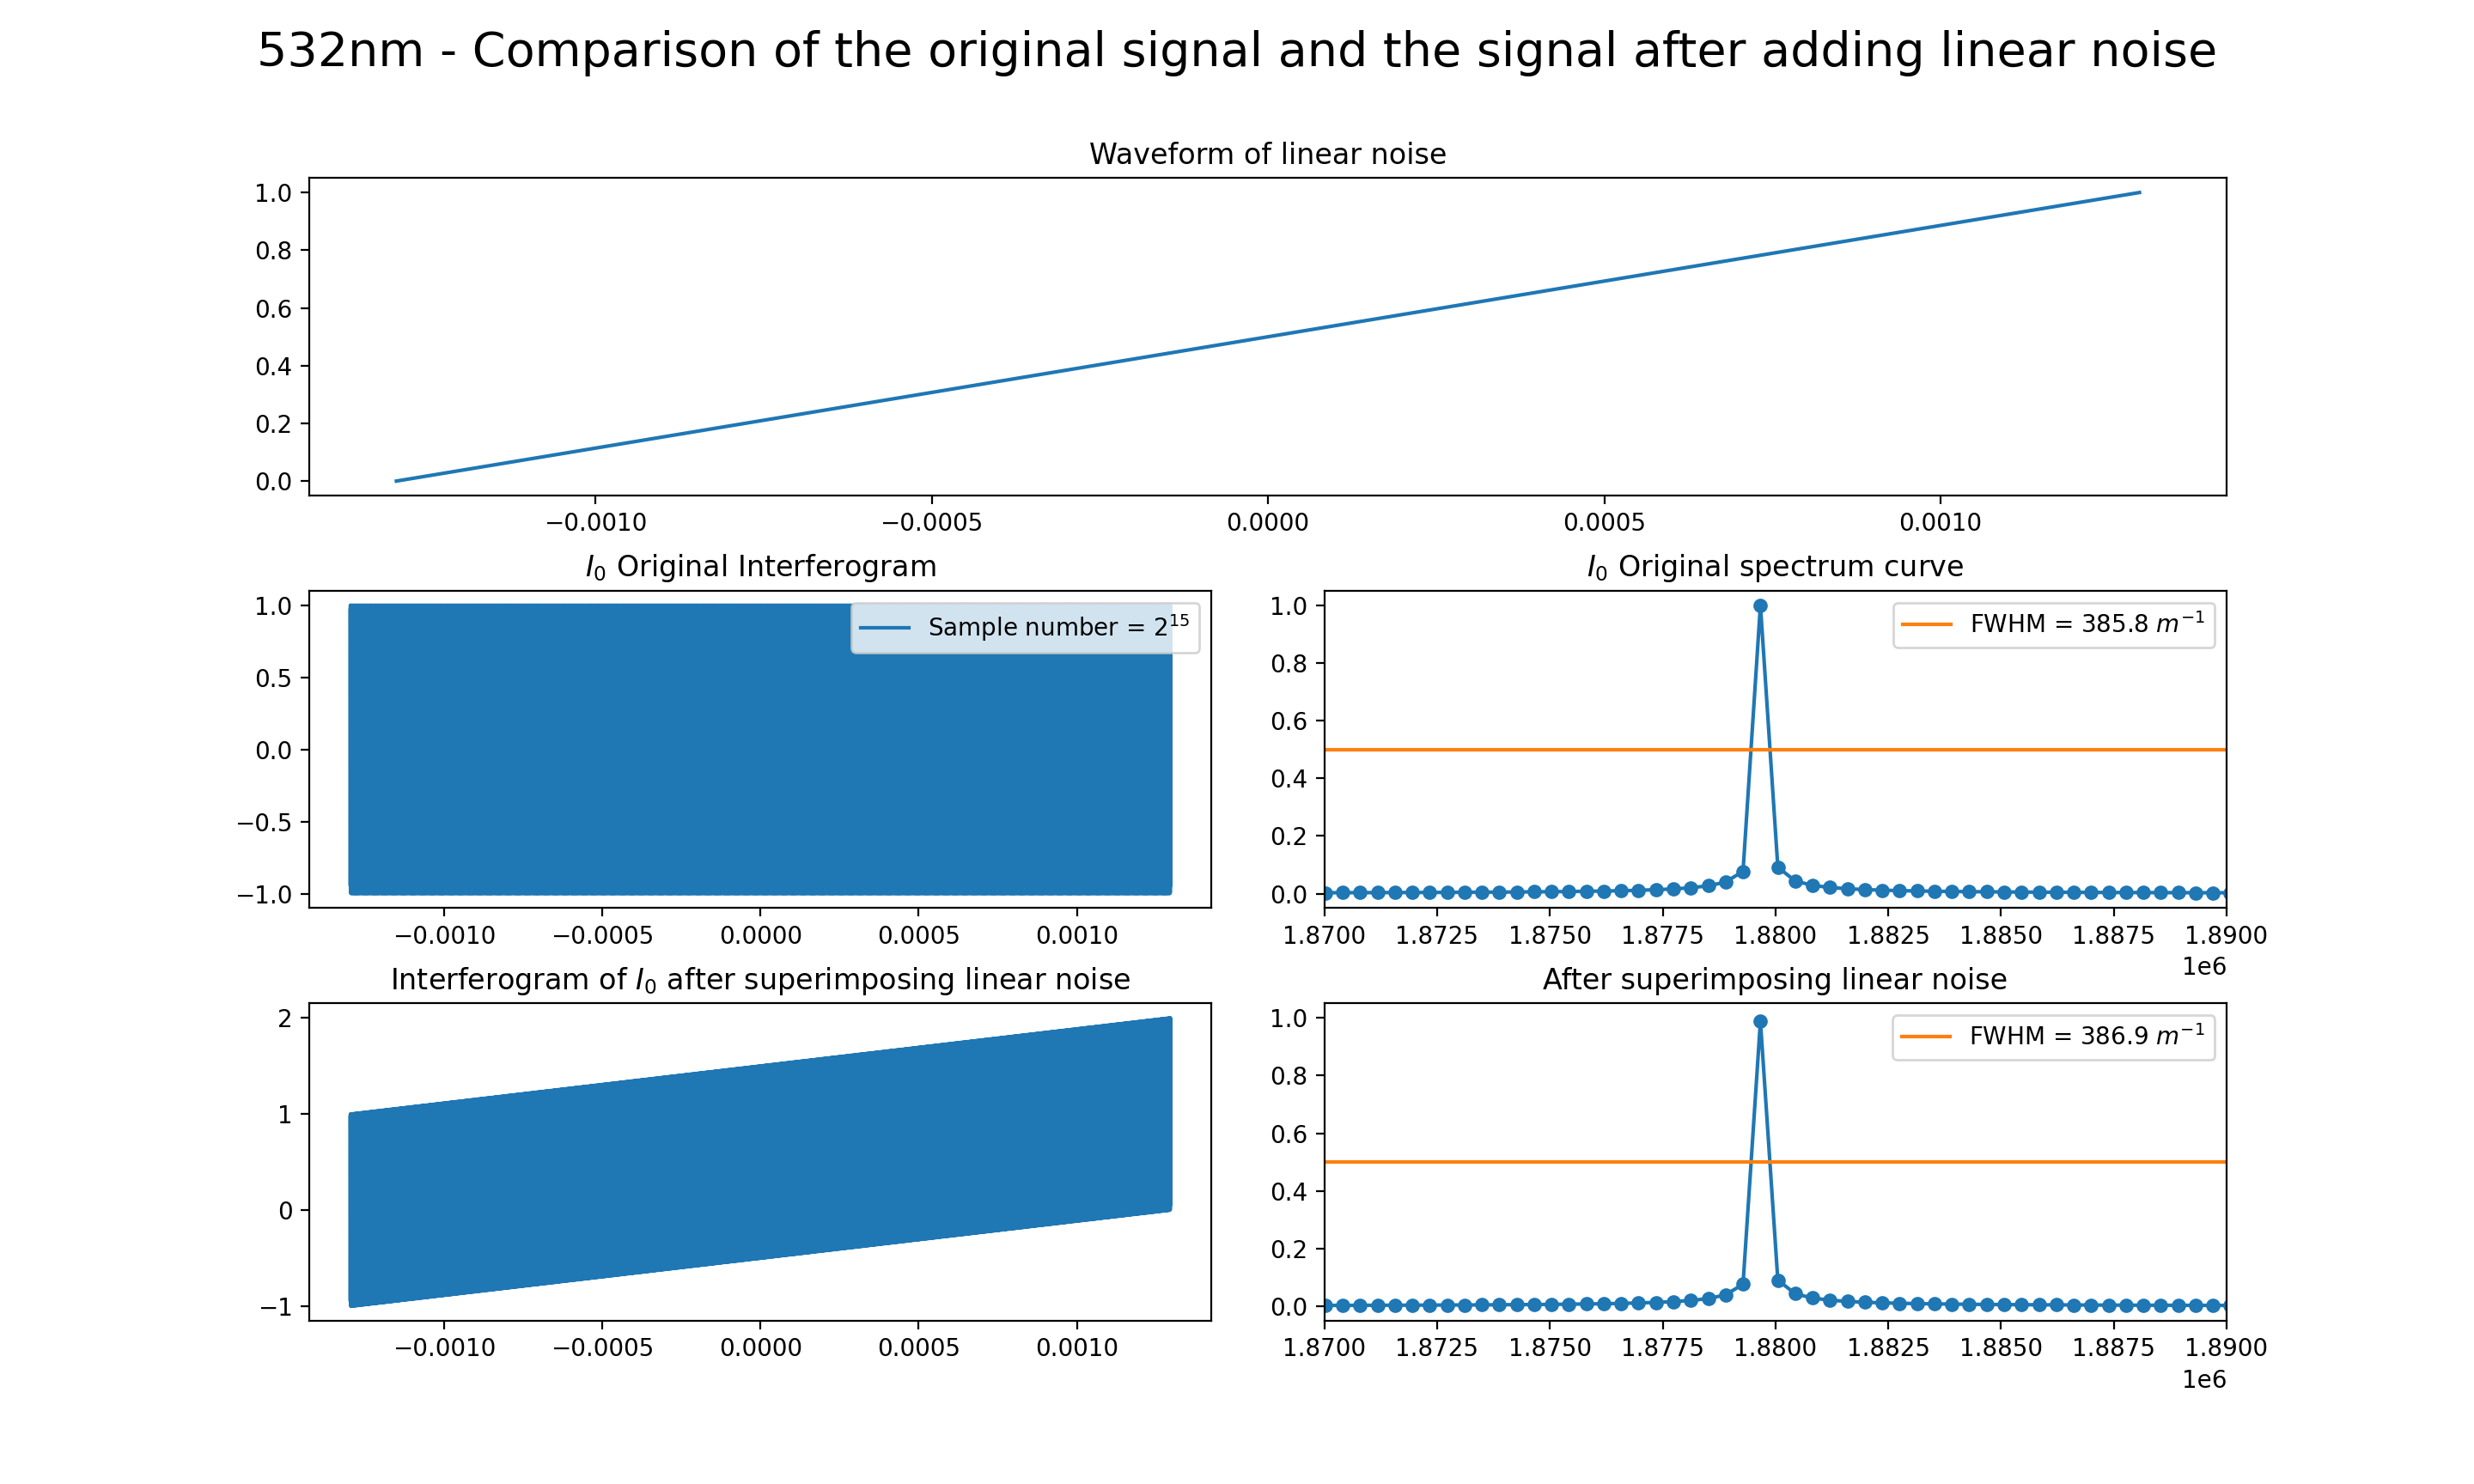 532nm - Comparison of the original signal and the signal after adding linear noise
Waveform of linear noise
1.0
0.8
0.6
0.4
0.2
0.0
−0.0010 −0.0005 0.0000 0.0005 0.0010
I₀ Original Interferogram
1.0
0.5
0.0
−0.5
−1.0
Sample number = 2¹⁵
−0.0010 −0.0005 0.0000 0.0005 0.0010
I₀ Original spectrum curve
1.0
0.8
0.6
0.4
0.2
0.0
FWHM = 385.8 m⁻¹
1.8700 1.8725 1.8750 1.8775 1.8800 1.8825 1.8850 1.8875 1.8900
1e6
Interferogram of I₀ after superimposing linear noise
2
1
0
−1
−0.0010 −0.0005 0.0000 0.0005 0.0010
After superimposing linear noise
1.0
0.8
0.6
0.4
0.2
0.0
FWHM = 386.9 m⁻¹
1.8700 1.8725 1.8750 1.8775 1.8800 1.8825 1.8850 1.8875 1.8900
1e6